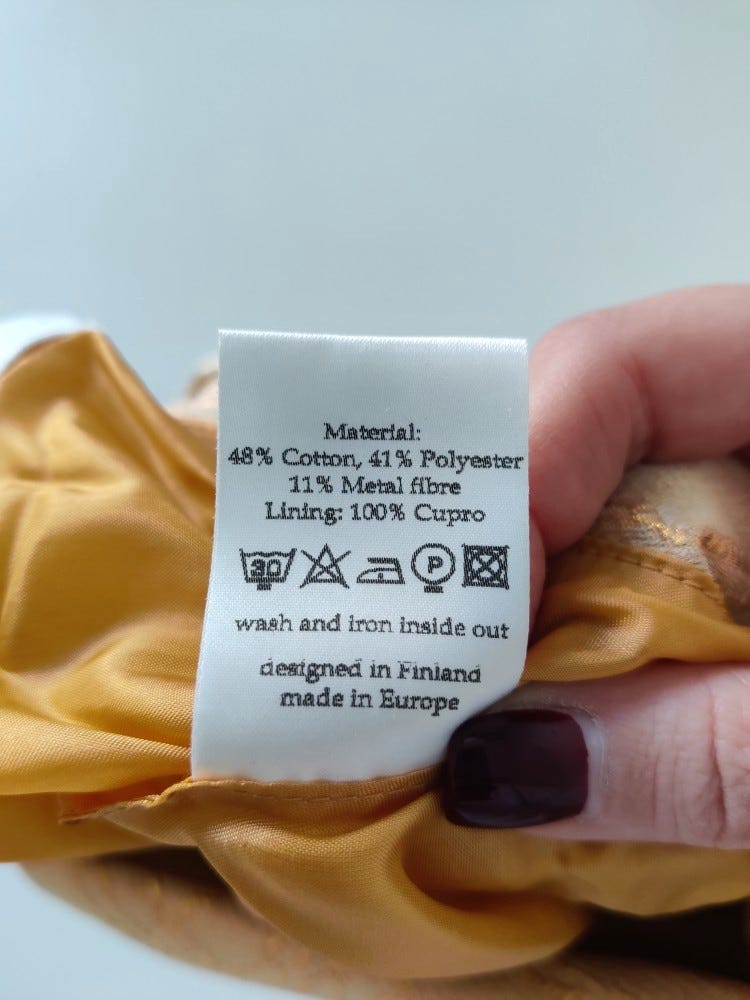 Material:
48% Cotton, 41% Polyester
11% Metal fibre
Lining: 100% Cupro
30 P
wash and iron inside out
designed in Finland
made in Europe